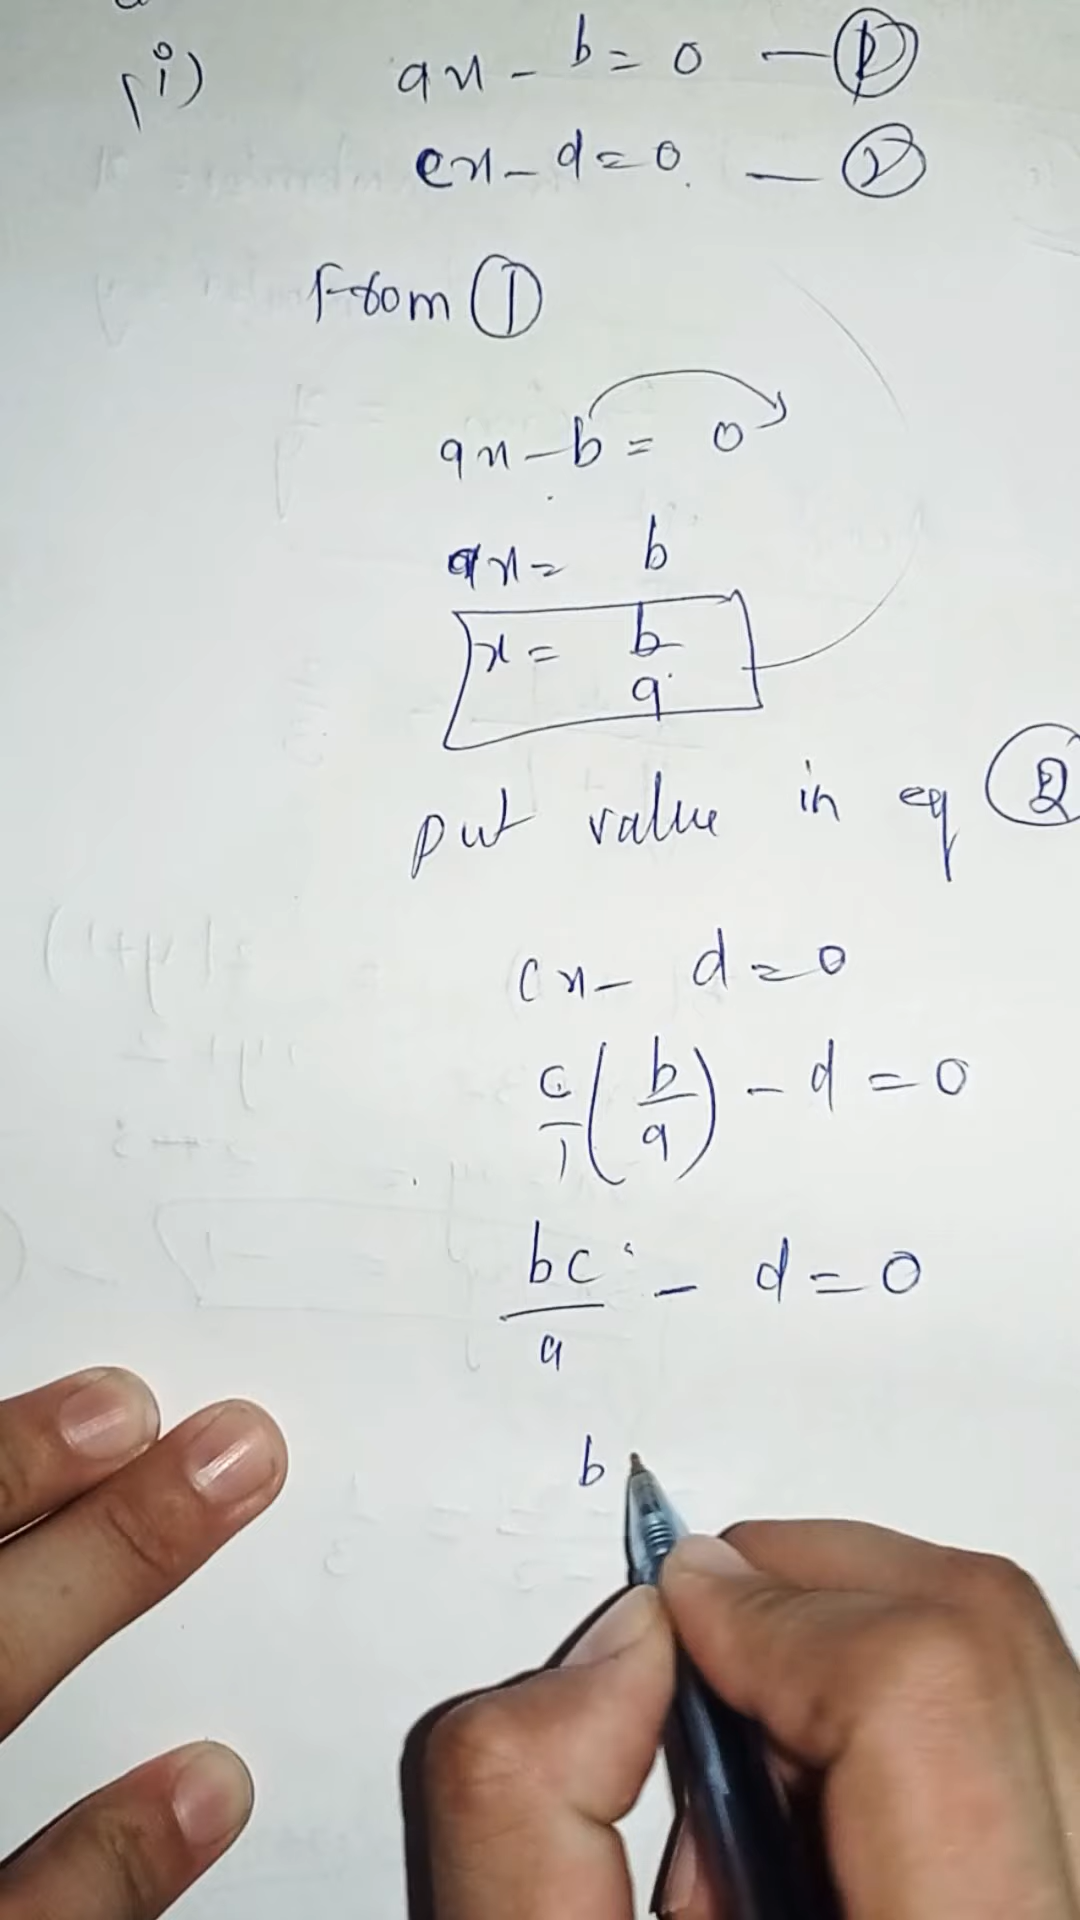 (i) ax - b = 0 — ①
cx - d = 0 — ②
From ①
ax - b = 0
ax = b
x = b/a
put value in eq ②
cx - d = 0
c/1 (b/a) - d = 0
bc/a - d = 0
b